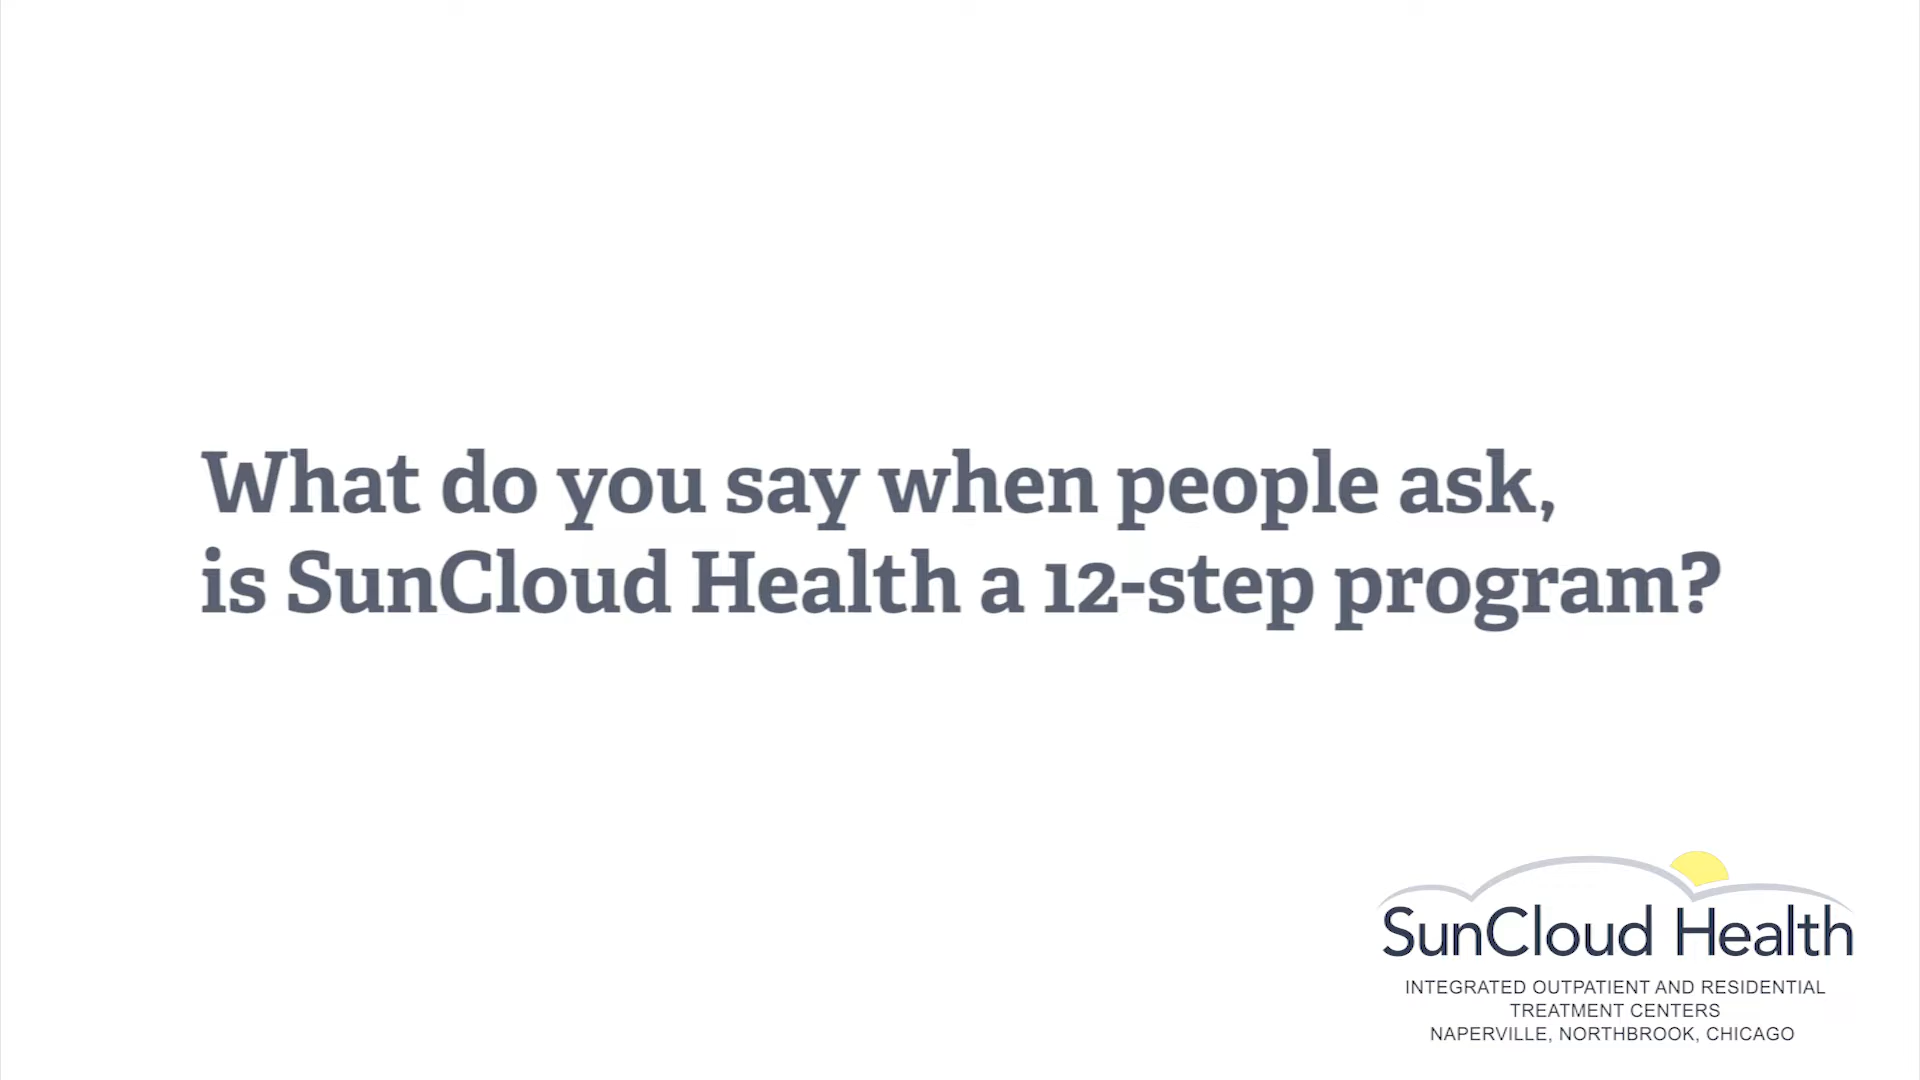 What do you say when people ask,
is SunCloud Health a 12-step program?
SunCloud Health
INTEGRATED OUTPATIENT AND RESIDENTIAL
TREATMENT CENTERS
NAPERVILLE, NORTHBROOK, CHICAGO